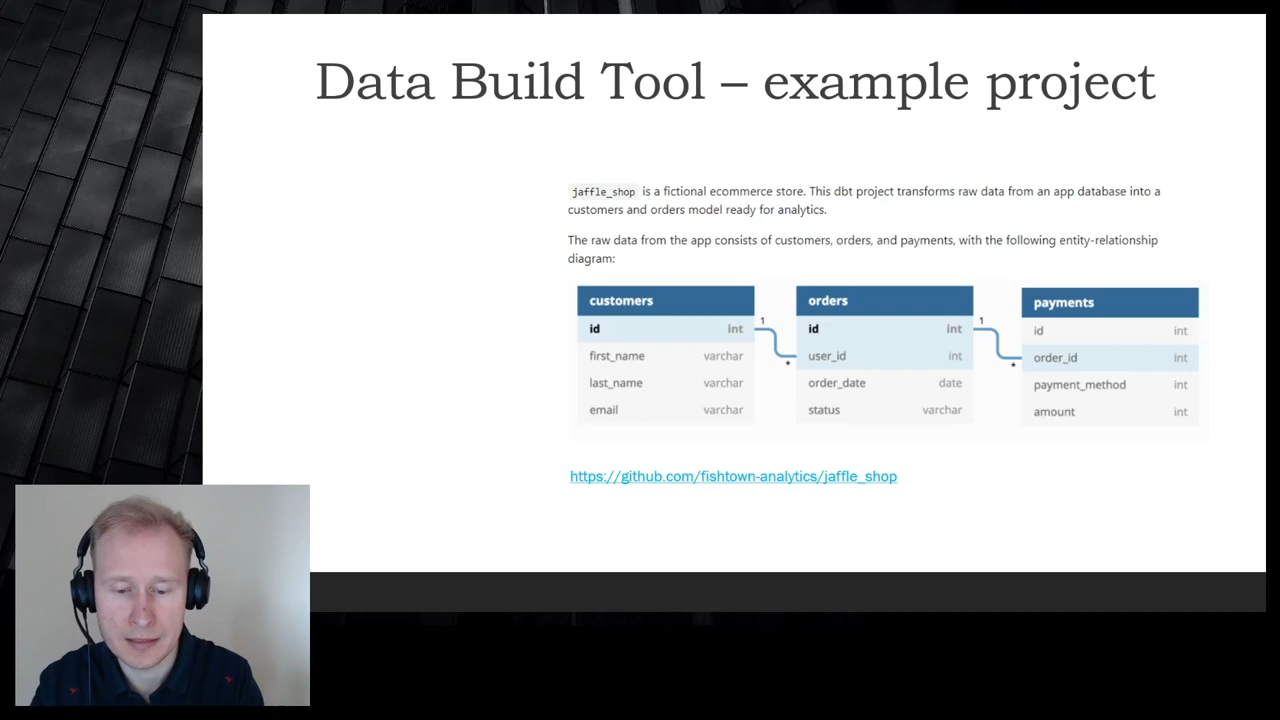 Data Build Tool – example project
jaffle_shop is a fictional ecommerce store. This dbt project transforms raw data from an app database into a
customers and orders model ready for analytics.
The raw data from the app consists of customers, orders, and payments, with the following entity-relationship
diagram:
customers
id int
first_name varchar
last_name varchar
email varchar
1
*
orders
id int
user_id int
order_date date
status varchar
1
*
payments
id int
order_id int
payment_method int
amount int
https://github.com/fishtown-analytics/jaffle_shop